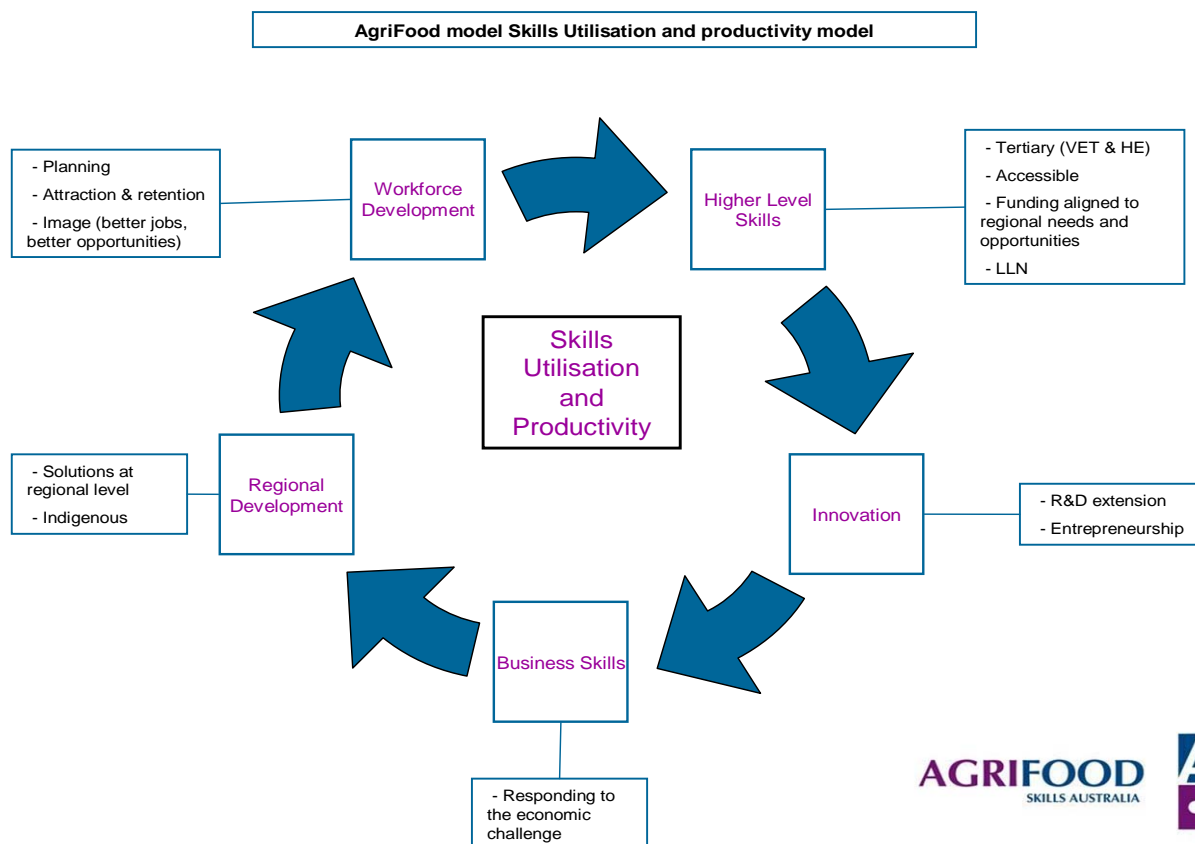 AgriFood model Skills Utilisation and productivity model
- Planning
- Attraction & retention
- Image (better jobs,
better opportunities)
Workforce
Development
Higher Level
Skills
- Tertiary (VET & HE)
- Accessible
- Funding aligned to
regional needs and
opportunities
- LLN
Skills
Utilisation
and
Productivity
- Solutions at
regional level
- Indigenous
Regional
Development
Innovation
- R&D extension
- Entrepreneurship
Business Skills
- Responding to
the economic
challenge
AGRIFOOD
SKILLS AUSTRALIA